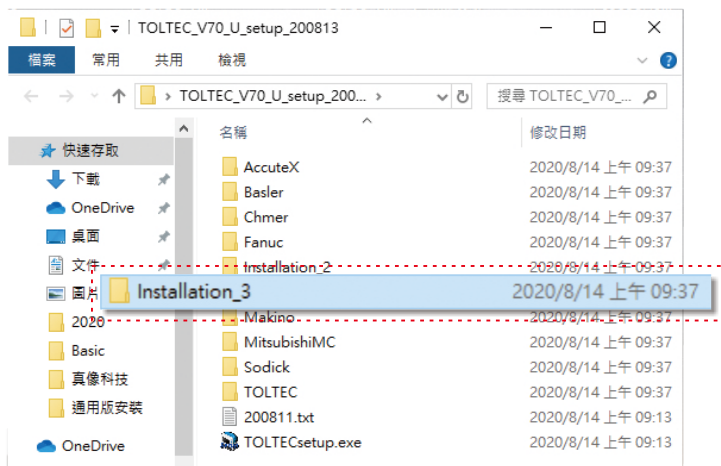 TOLTEC_V70_U_setup_200813
檔案 常用 共用 檢視
TOLTEC_V70_U_setup_200... 搜尋 TOLTEC_V70_...
名稱 修改日期
快速存取
下載
OneDrive
桌面
文件
圖片
2020
Basic
真像科技
通用版安裝
OneDrive
AccuteX 2020/8/14 上午 09:37
Basler 2020/8/14 上午 09:37
Chmer 2020/8/14 上午 09:37
Fanuc 2020/8/14 上午 09:37
Installation_2 2020/8/14 上午 09:37
Installation_3 2020/8/14 上午 09:37
Makino 2020/8/14 上午 09:37
MitsubishiMC 2020/8/14 上午 09:37
Sodick 2020/8/14 上午 09:37
TOLTEC 2020/8/14 上午 09:37
200811.txt 2020/8/14 上午 09:13
TOLTECsetup.exe 2020/8/14 上午 09:13